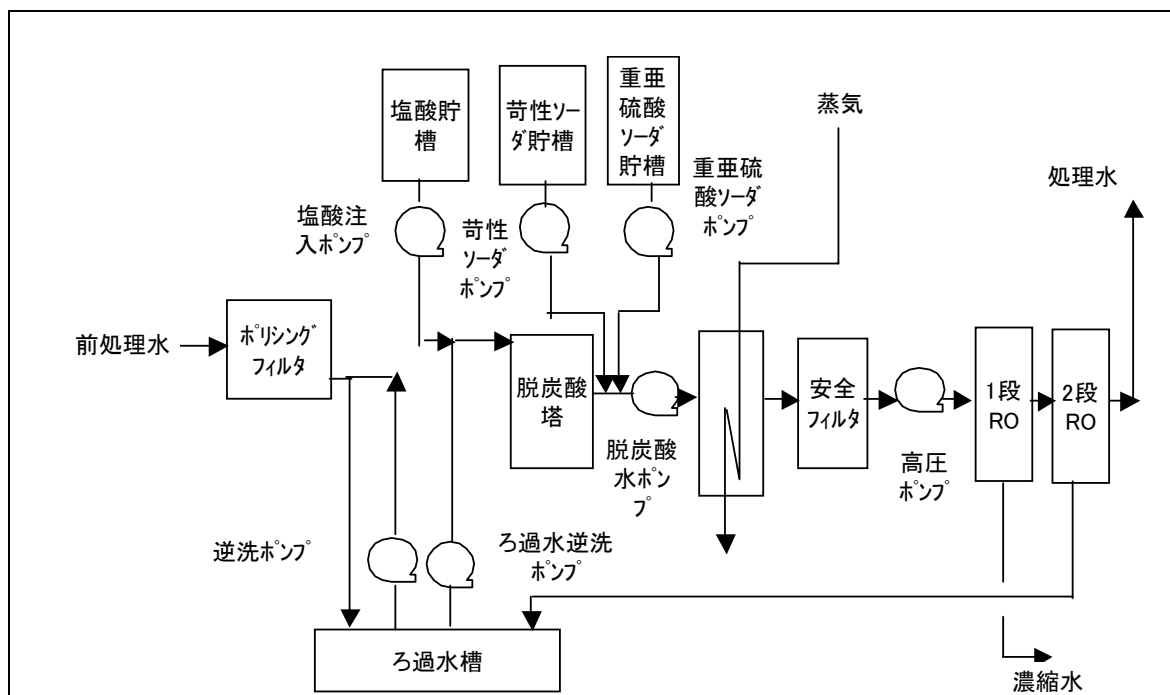 塩酸貯
槽
苛性ソー
ダ貯槽
重亜
硫酸
ソーダ
貯槽
蒸気
重亜硫
酸ソーダ
ポンプ
処理水
塩酸注
入ポンプ
苛性
ソーダ
ポンプ
前処理水
ポリシング
フィルタ
脱炭酸
塔
安全
フィルタ
1段
RO
2段
RO
脱炭酸
水ポン
プ
高圧
ポンプ
逆洗ポンプ
ろ過水逆洗
ポンプ
ろ過水槽
濃縮水